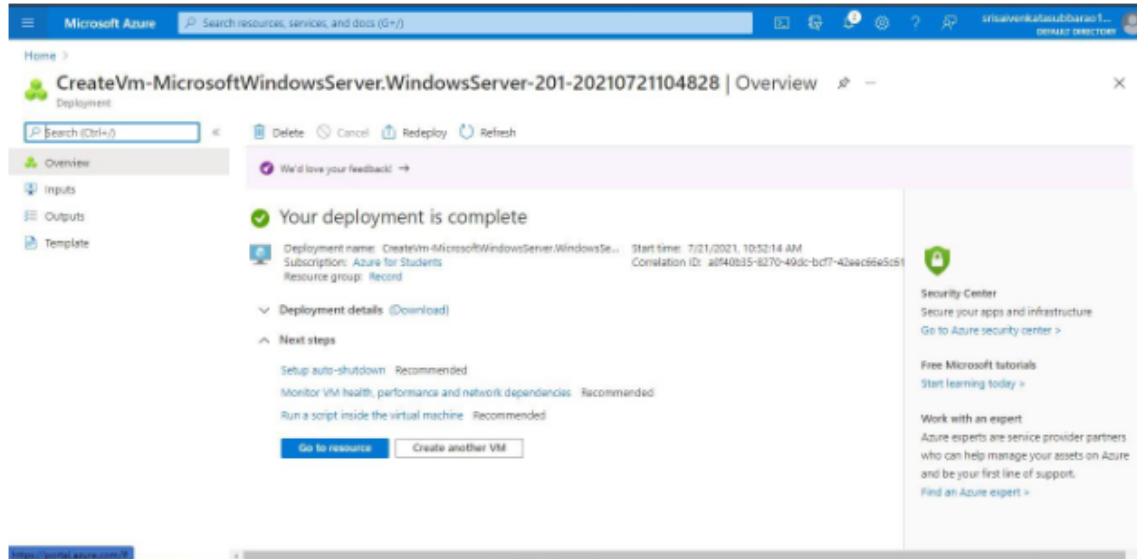 Microsoft Azure
Search resources, services, and docs (G+/)
srisaivenkatasubbarao1...
DEFAULT DIRECTORY
Home >
CreateVm-MicrosoftWindowsServer.WindowsServer-201-20210721104828 | Overview
Deployment
Search (Ctrl+/)
Delete Cancel Redeploy Refresh
Overview
Inputs
Outputs
Template
We'd love your feedback! →
Your deployment is complete
Deployment name: CreateVm-MicrosoftWindowsServer.WindowsSe...
Subscription: Azure for Students
Resource group: Record
Start time: 7/21/2021, 10:52:14 AM
Correlation ID:
Deployment details (Download)
Next steps
Setup auto-shutdown Recommended
Monitor VM health, performance and network dependencies Recommended
Run a script inside the virtual machine Recommended
Go to resource Create another VM
Security Center
Secure your apps and infrastructure
Go to Azure security center >
Free Microsoft tutorials
Start learning today >
Work with an expert
Azure experts are service provider partners
who can help manage your assets on Azure
and be your first line of support.
Find an Azure expert >
https://portal.azure.com/#